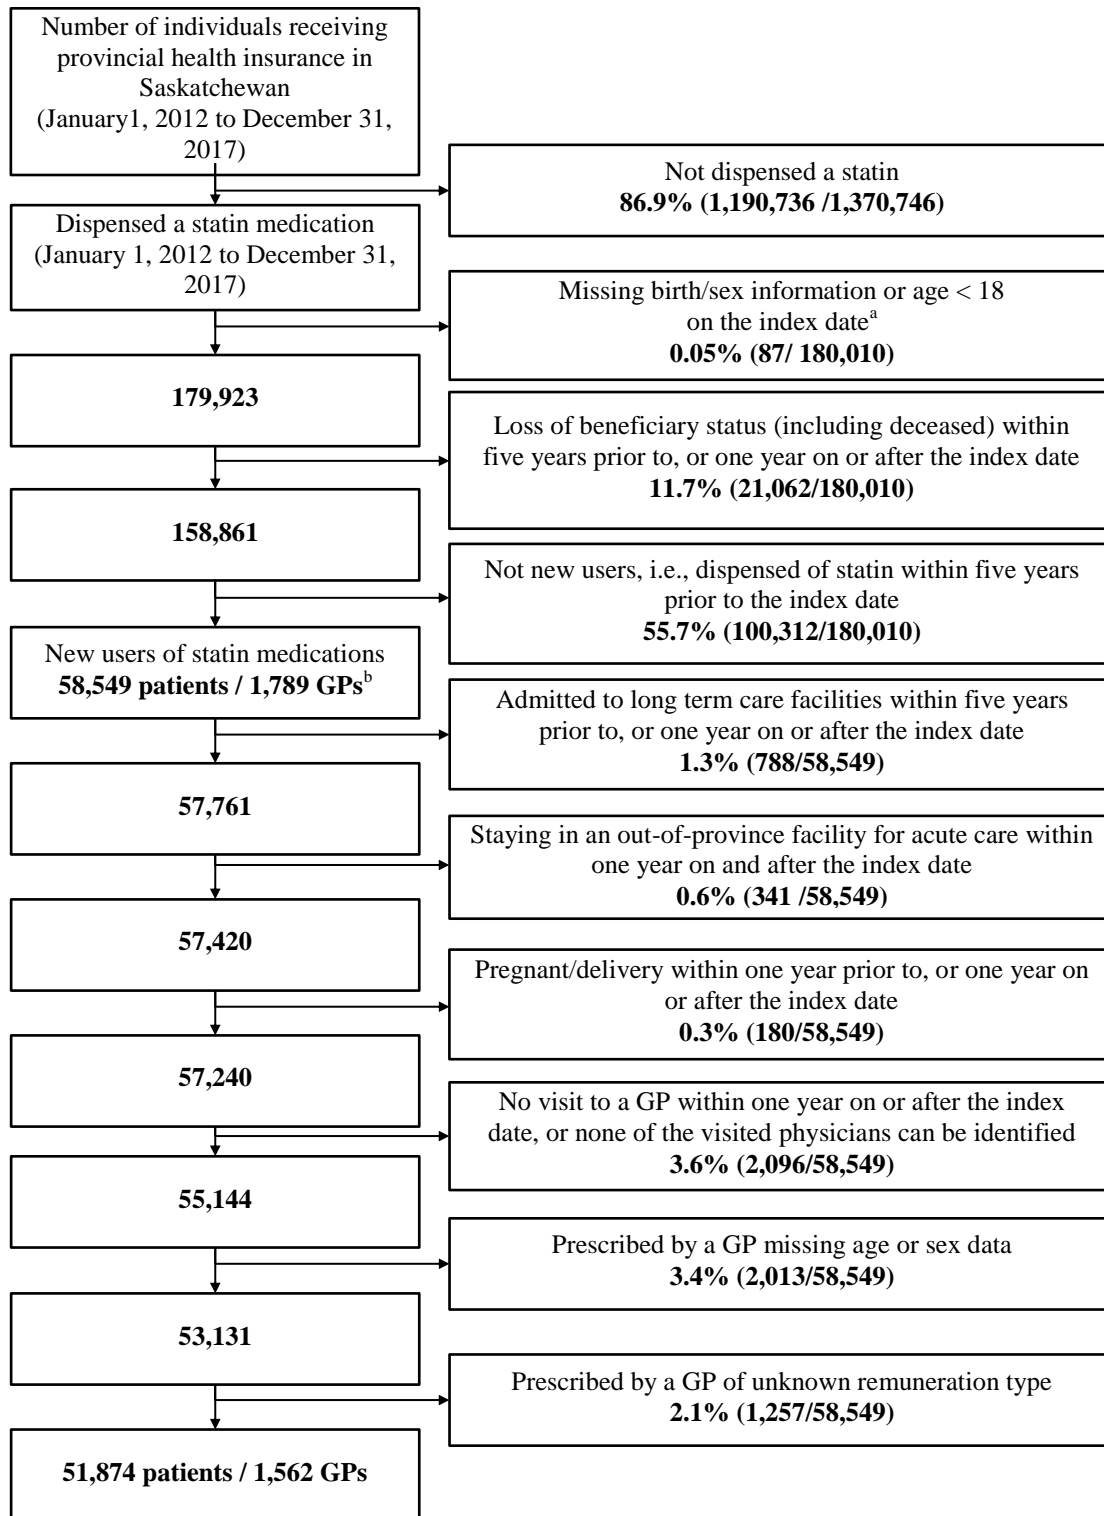 Number of individuals receiving
provincial health insurance in
Saskatchewan
(January1, 2012 to December 31,
2017)
Not dispensed a statin
86.9% (1,190,736 /1,370,746)
Dispensed a statin medication
(January 1, 2012 to December 31,
2017)
Missing birth/sex information or age < 18
on the index dateᵃ
0.05% (87/ 180,010)
179,923
Loss of beneficiary status (including deceased) within
five years prior to, or one year on or after the index date
11.7% (21,062/180,010)
158,861
Not new users, i.e., dispensed of statin within five years
prior to the index date
55.7% (100,312/180,010)
New users of statin medications
58,549 patients / 1,789 GPsᵇ
Admitted to long term care facilities within five years
prior to, or one year on or after the index date
1.3% (788/58,549)
57,761
Staying in an out-of-province facility for acute care within
one year on and after the index date
0.6% (341 /58,549)
57,420
Pregnant/delivery within one year prior to, or one year on
or after the index date
0.3% (180/58,549)
57,240
No visit to a GP within one year on or after the index
date, or none of the visited physicians can be identified
3.6% (2,096/58,549)
55,144
Prescribed by a GP missing age or sex data
3.4% (2,013/58,549)
53,131
Prescribed by a GP of unknown remuneration type
2.1% (1,257/58,549)
51,874 patients / 1,562 GPs